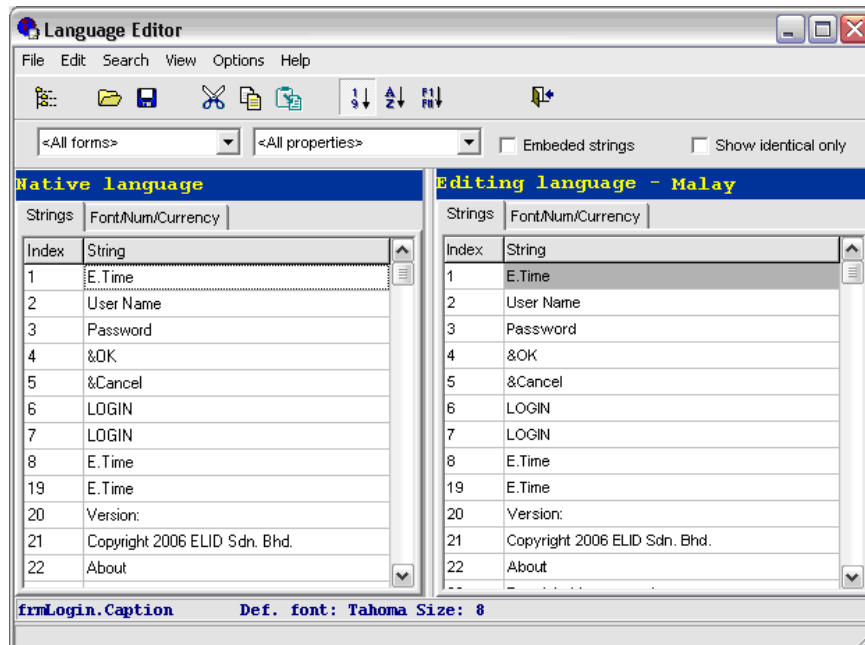 Language Editor
File Edit Search View Options Help
<All forms> <All properties> Embeded strings Show identical only
Native language
Strings Font/Num/Currency
Index String
1 E.Time
2 User Name
3 Password
4 &OK
5 &Cancel
6 LOGIN
7 LOGIN
8 E.Time
19 E.Time
20 Version:
21 Copyright 2006 ELID Sdn. Bhd.
22 About
Editing language - Malay
Strings Font/Num/Currency
Index String
1 E.Time
2 User Name
3 Password
4 &OK
5 &Cancel
6 LOGIN
7 LOGIN
8 E.Time
19 E.Time
20 Version:
21 Copyright 2006 ELID Sdn. Bhd.
22 About
frmLogin.Caption Def. font: Tahoma Size: 8